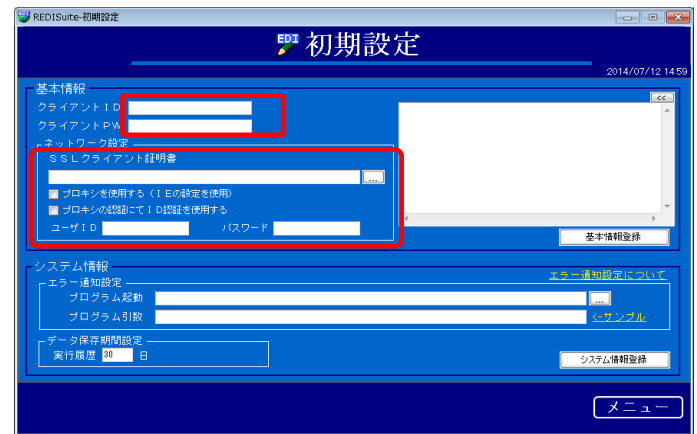 REDISuite-初期設定
EDI 初期設定
2014/07/12 14:59
基本情報
クライアントＩＤ
<<
クライアントＰＷ
ネットワーク設定
ＳＳＬクライアント証明書
...
プロキシを使用する（ＩＥの設定を使用）
プロキシの認証にてＩＤ認証を使用する
ユーザＩＤ
パスワード
基本情報登録
システム情報
エラー通知設定について
エラー通知設定
プログラム起動
...
プログラム引数
<-サンプル
データ保存期間設定
実行履歴 30 日
システム情報登録
メニュー